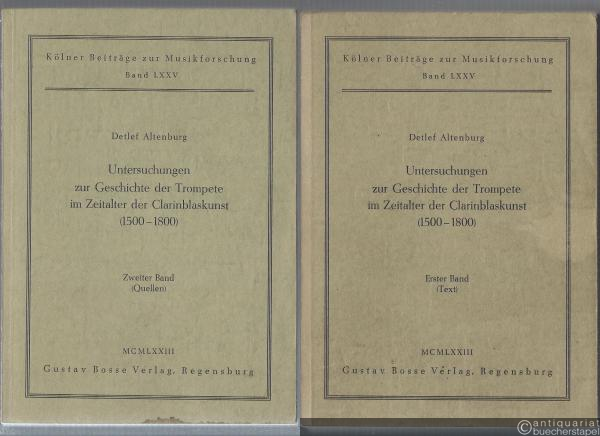 Kölner Beiträge zur Musikforschung
Band LXXV
Detlef Altenburg
Untersuchungen
zur Geschichte der Trompete
im Zeitalter der Clarinblaskunst
(1500–1800)
Zweiter Band
(Quellen)
MCMLXXIII
Gustav Bosse Verlag, Regensburg
Kölner Beiträge zur Musikforschung
Band LXXV
Detlef Altenburg
Untersuchungen
zur Geschichte der Trompete
im Zeitalter der Clarinblaskunst
(1500–1800)
Erster Band
(Text)
MCMLXXIII
Gustav Bosse Verlag, Regensburg
antiquariat
buecherstapel